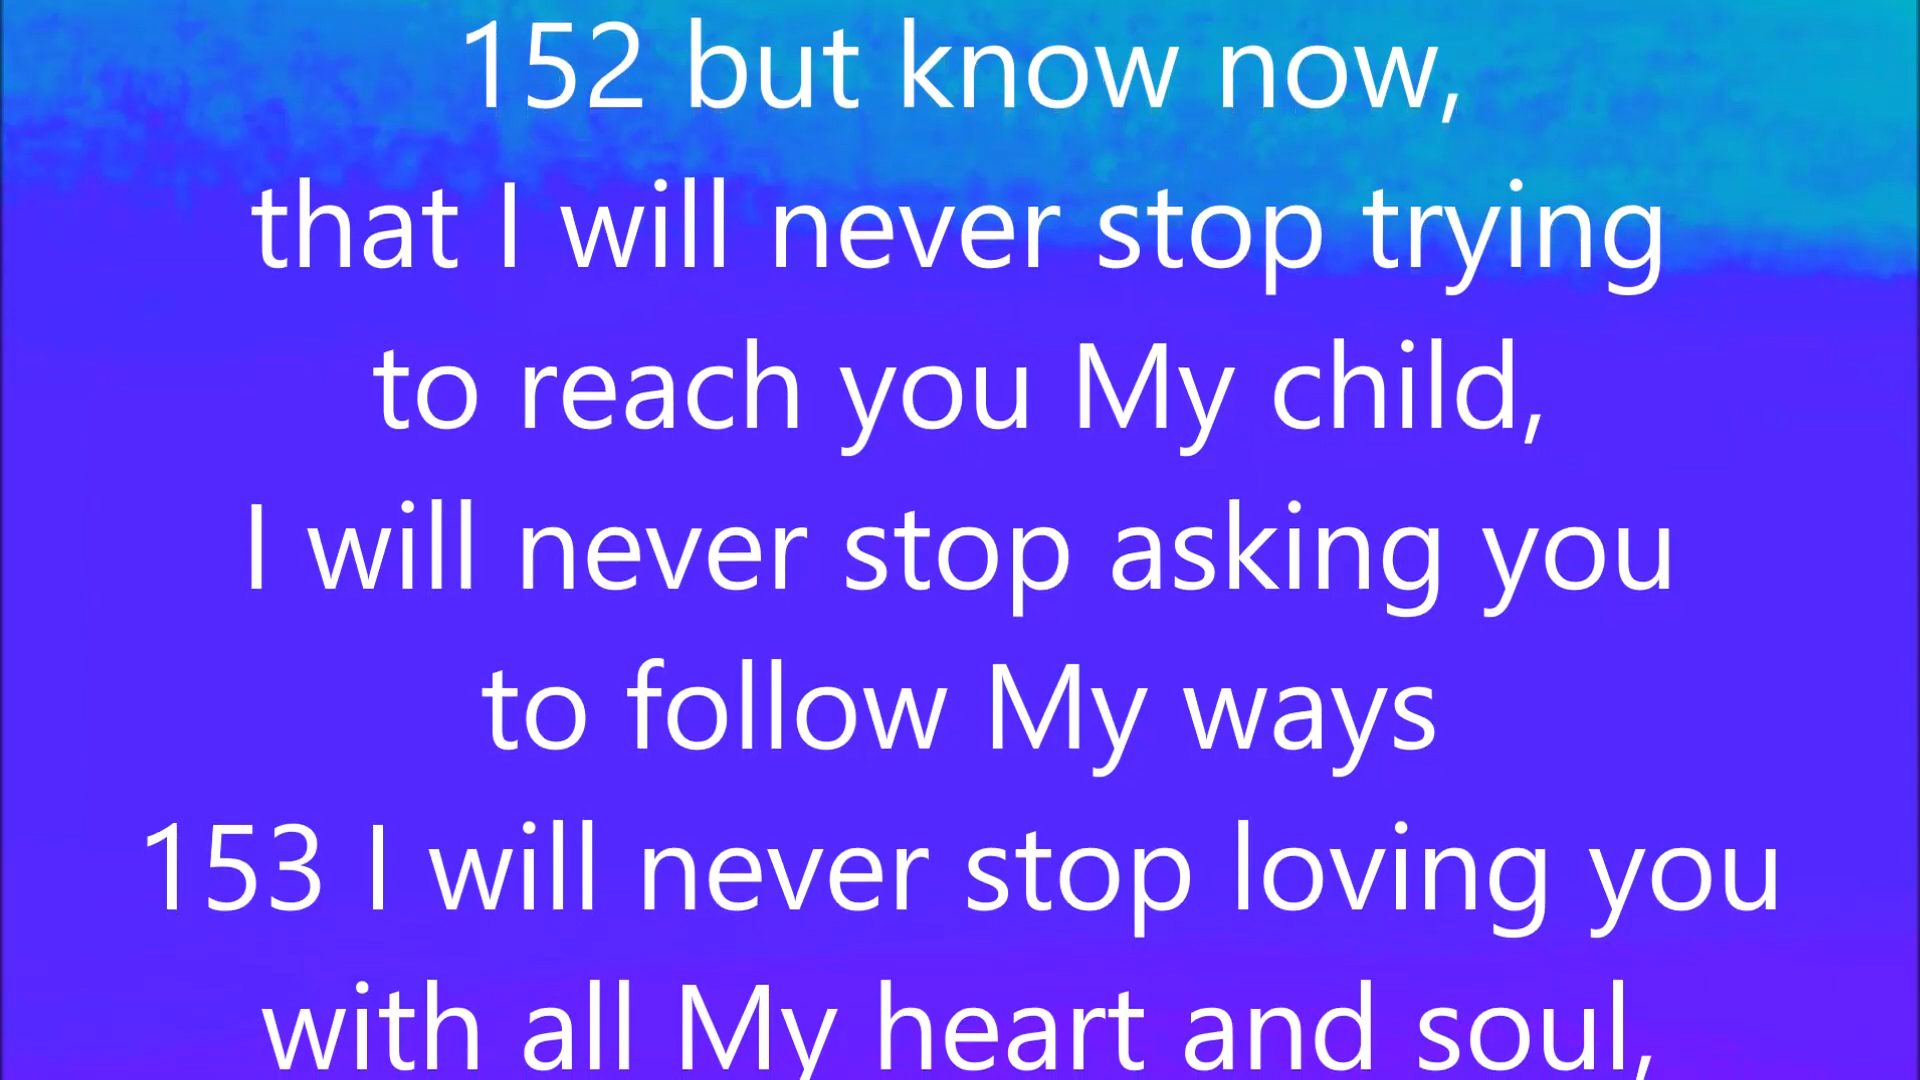 152 but know now,
that I will never stop trying
to reach you My child,
I will never stop asking you
to follow My ways
153 I will never stop loving you
with all My heart and soul,